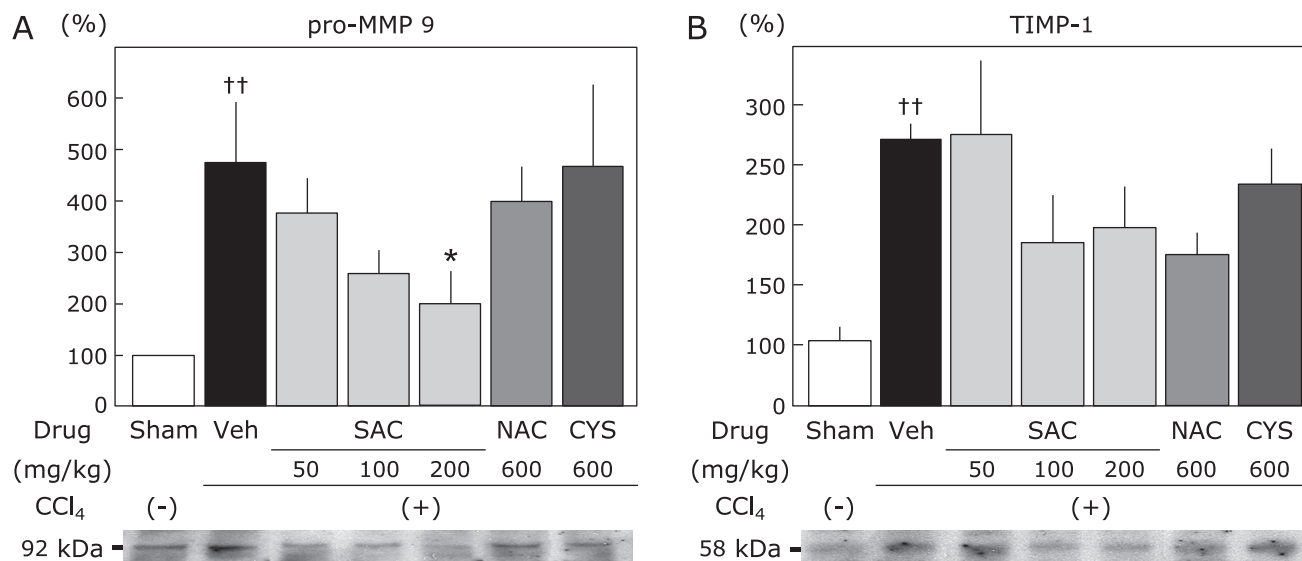 A (%) pro-MMP 9
600
500
400
300
200
100
0
††
*
Drug Sham Veh SAC NAC CYS
(mg/kg) 50 100 200 600 600
CCl₄ (-) (+)
92 kDa
B (%) TIMP-1
300
250
200
150
100
0
††
Drug Sham Veh SAC NAC CYS
(mg/kg) 50 100 200 600 600
CCl₄ (-) (+)
58 kDa